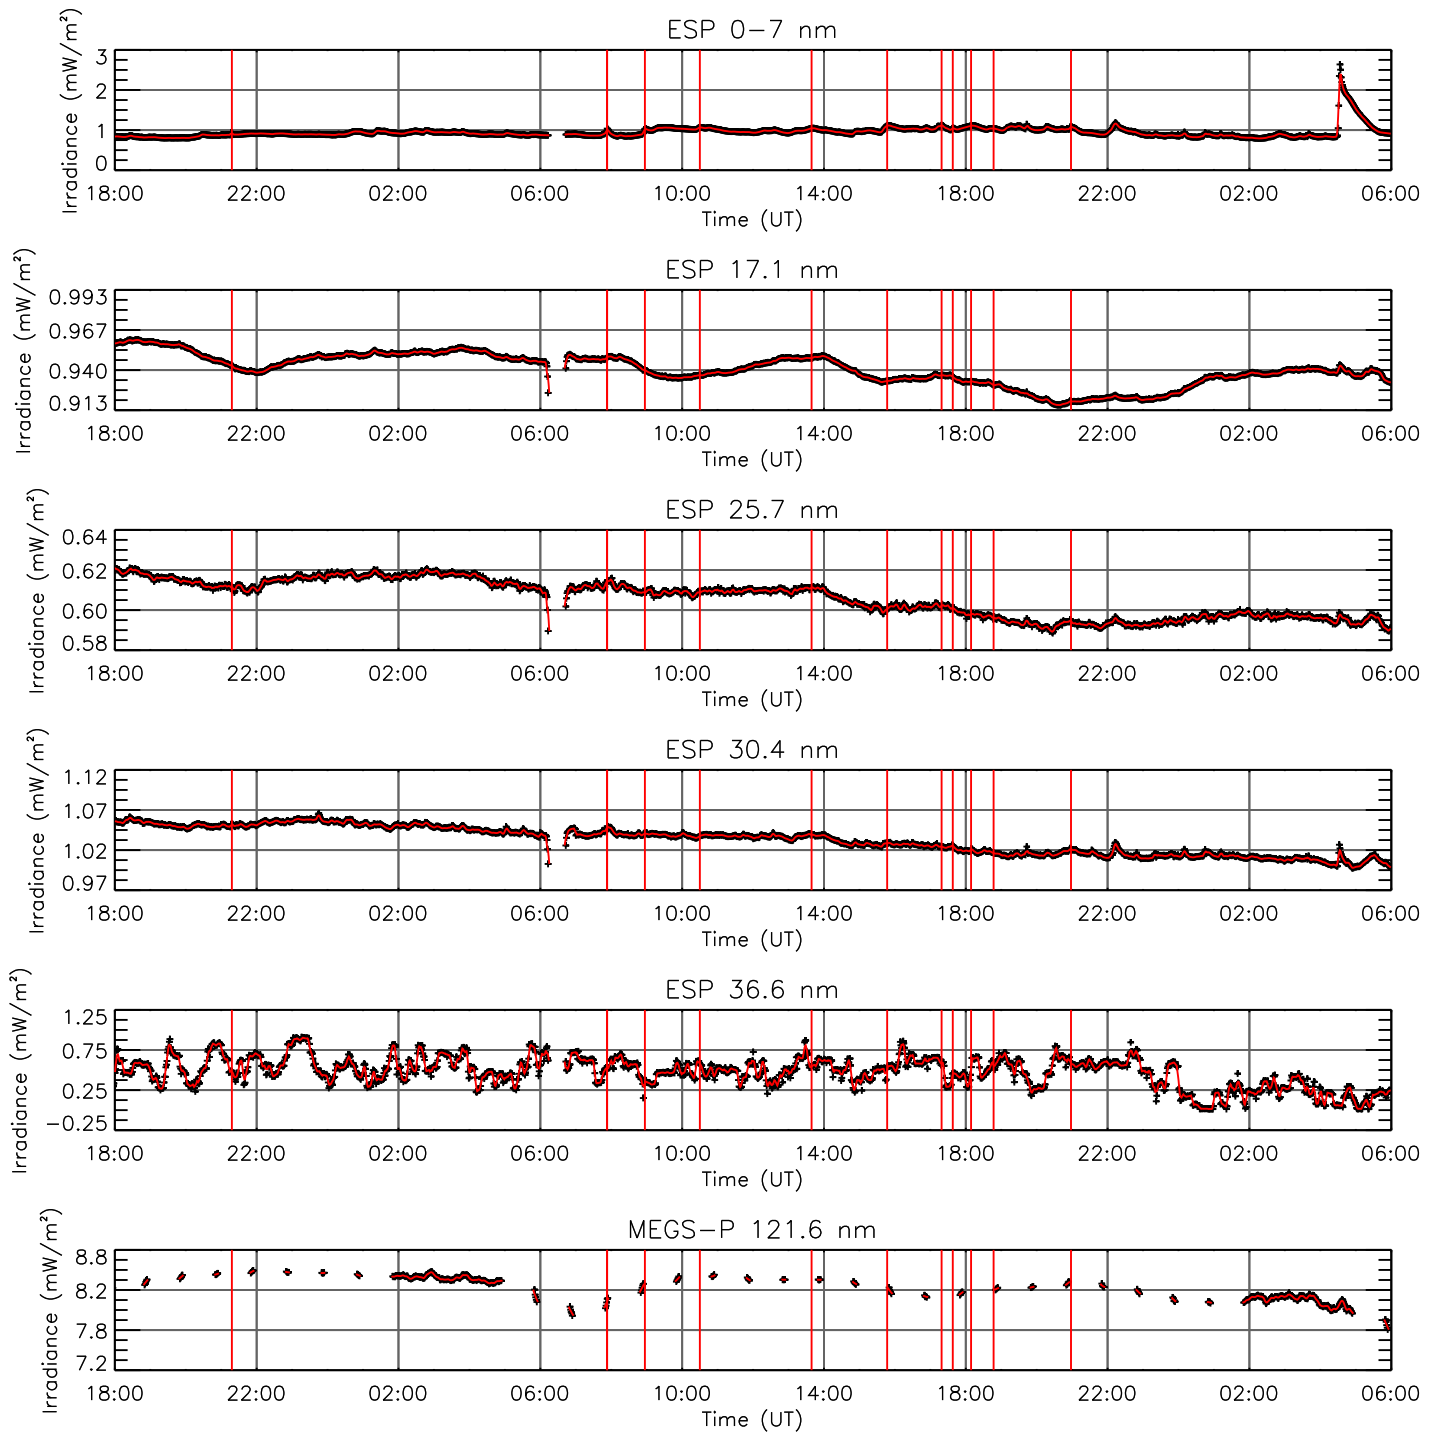 ESP 0-7 nm
Irradiance (mW/m²)
3
2
1
0
18:00 22:00 02:00 06:00 10:00 14:00 18:00 22:00 02:00 06:00
Time (UT)
ESP 17.1 nm
Irradiance (mW/m²)
0.993
0.967
0.940
0.913
18:00 22:00 02:00 06:00 10:00 14:00 18:00 22:00 02:00 06:00
Time (UT)
ESP 25.7 nm
Irradiance (mW/m²)
0.64
0.62
0.60
0.58
18:00 22:00 02:00 06:00 10:00 14:00 18:00 22:00 02:00 06:00
Time (UT)
ESP 30.4 nm
Irradiance (mW/m²)
1.12
1.07
1.02
0.97
18:00 22:00 02:00 06:00 10:00 14:00 18:00 22:00 02:00 06:00
Time (UT)
ESP 36.6 nm
Irradiance (mW/m²)
1.25
0.75
0.25
-0.25
18:00 22:00 02:00 06:00 10:00 14:00 18:00 22:00 02:00 06:00
Time (UT)
MEGS-P 121.6 nm
Irradiance (mW/m²)
8.8
8.2
7.8
7.2
18:00 22:00 02:00 06:00 10:00 14:00 18:00 22:00 02:00 06:00
Time (UT)